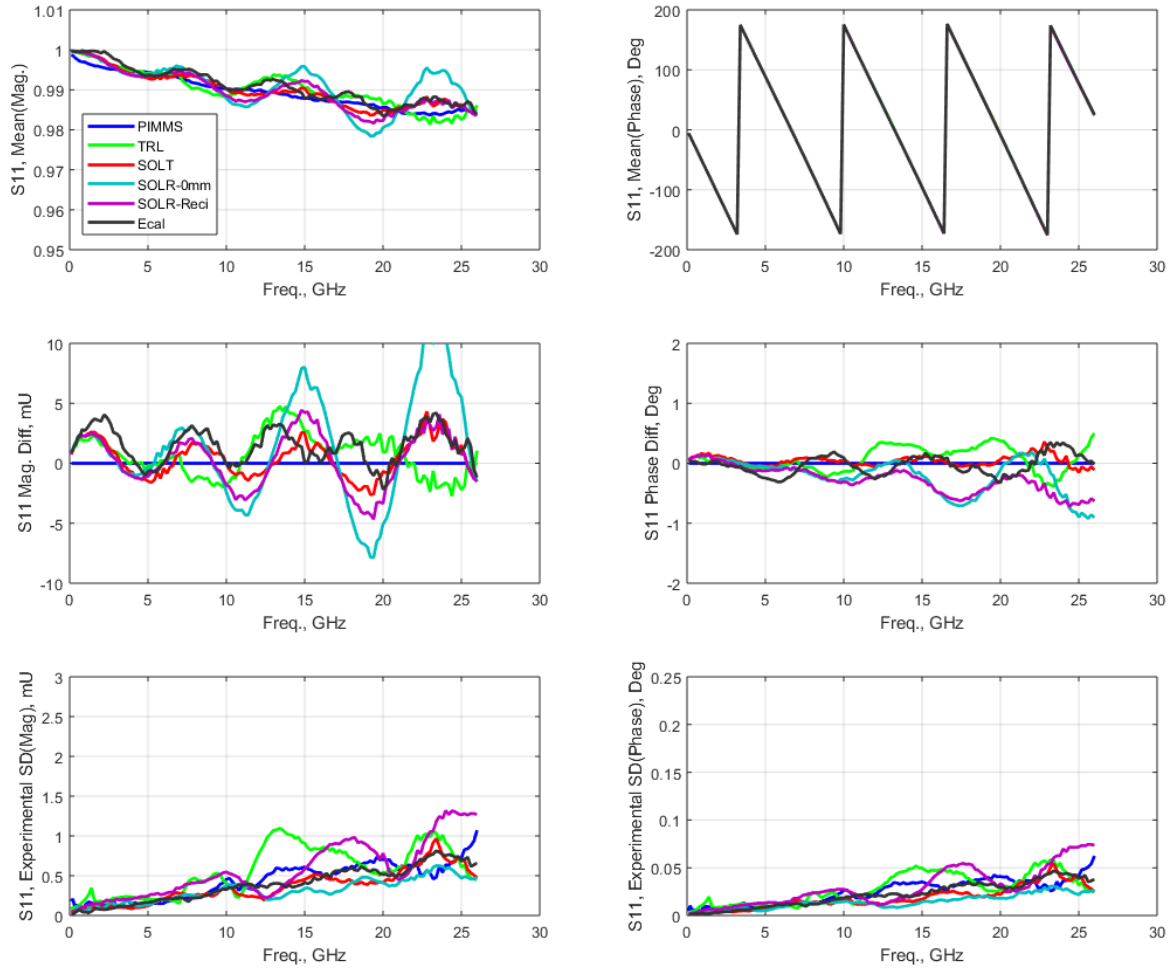 S11, Mean(Mag.)
1.01
1
0.99
0.98
0.97
0.96
0.95
PIMMS
TRL
SOLT
SOLR-0mm
SOLR-Reci
Ecal
0 5 10 15 20 25 30
Freq., GHz
S11, Mean(Phase), Deg
200
100
0
-100
-200
0 5 10 15 20 25 30
Freq., GHz
S11 Mag. Diff, mU
10
5
0
-5
-10
0 5 10 15 20 25 30
Freq., GHz
S11 Phase Diff, Deg
2
1
0
-1
-2
0 5 10 15 20 25 30
Freq., GHz
S11, Experimental SD(Mag), mU
3
2.5
2
1.5
1
0.5
0
0 5 10 15 20 25 30
Freq., GHz
S11, Experimental SD(Phase), Deg
0.25
0.2
0.15
0.1
0.05
0
0 5 10 15 20 25 30
Freq., GHz